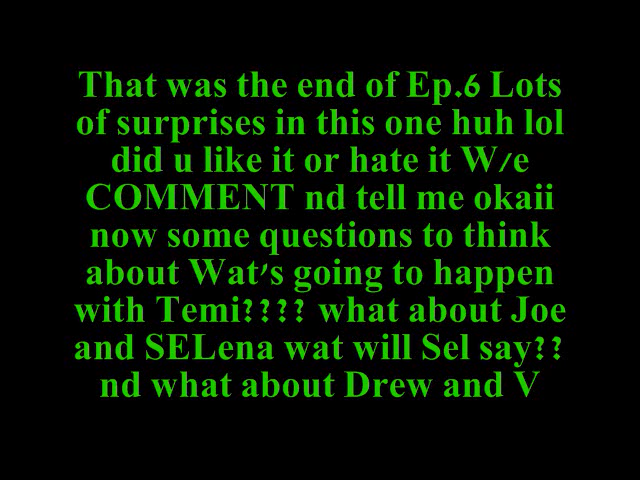 That was the end of Ep.6 Lots
of surprises in this one huh lol
did u like it or hate it W/e
COMMENT nd tell me okaii
now some questions to think
about Wat's going to happen
with Temi???? what about Joe
and SELena wat will Sel say??
nd what about Drew and V